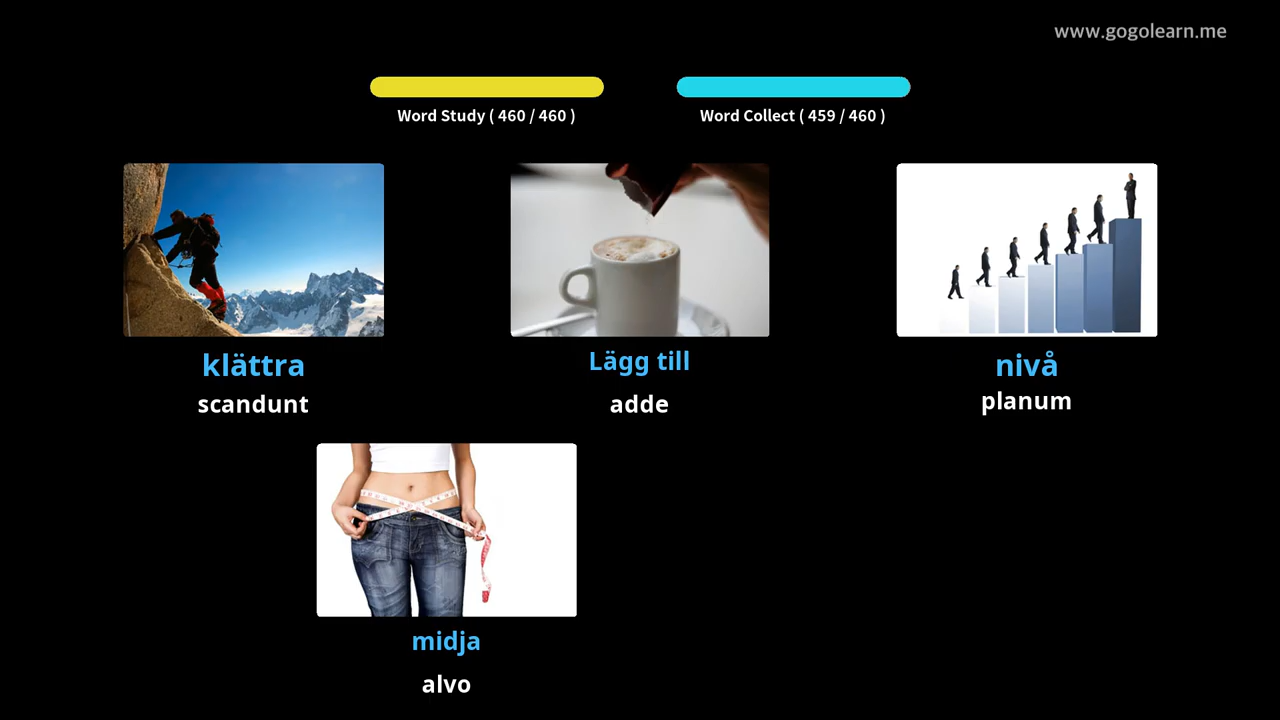 www.gogolearn.me
Word Study ( 460 / 460 )
Word Collect ( 459 / 460 )
klättra
scandunt
Lägg till
adde
nivå
planum
midja
alvo